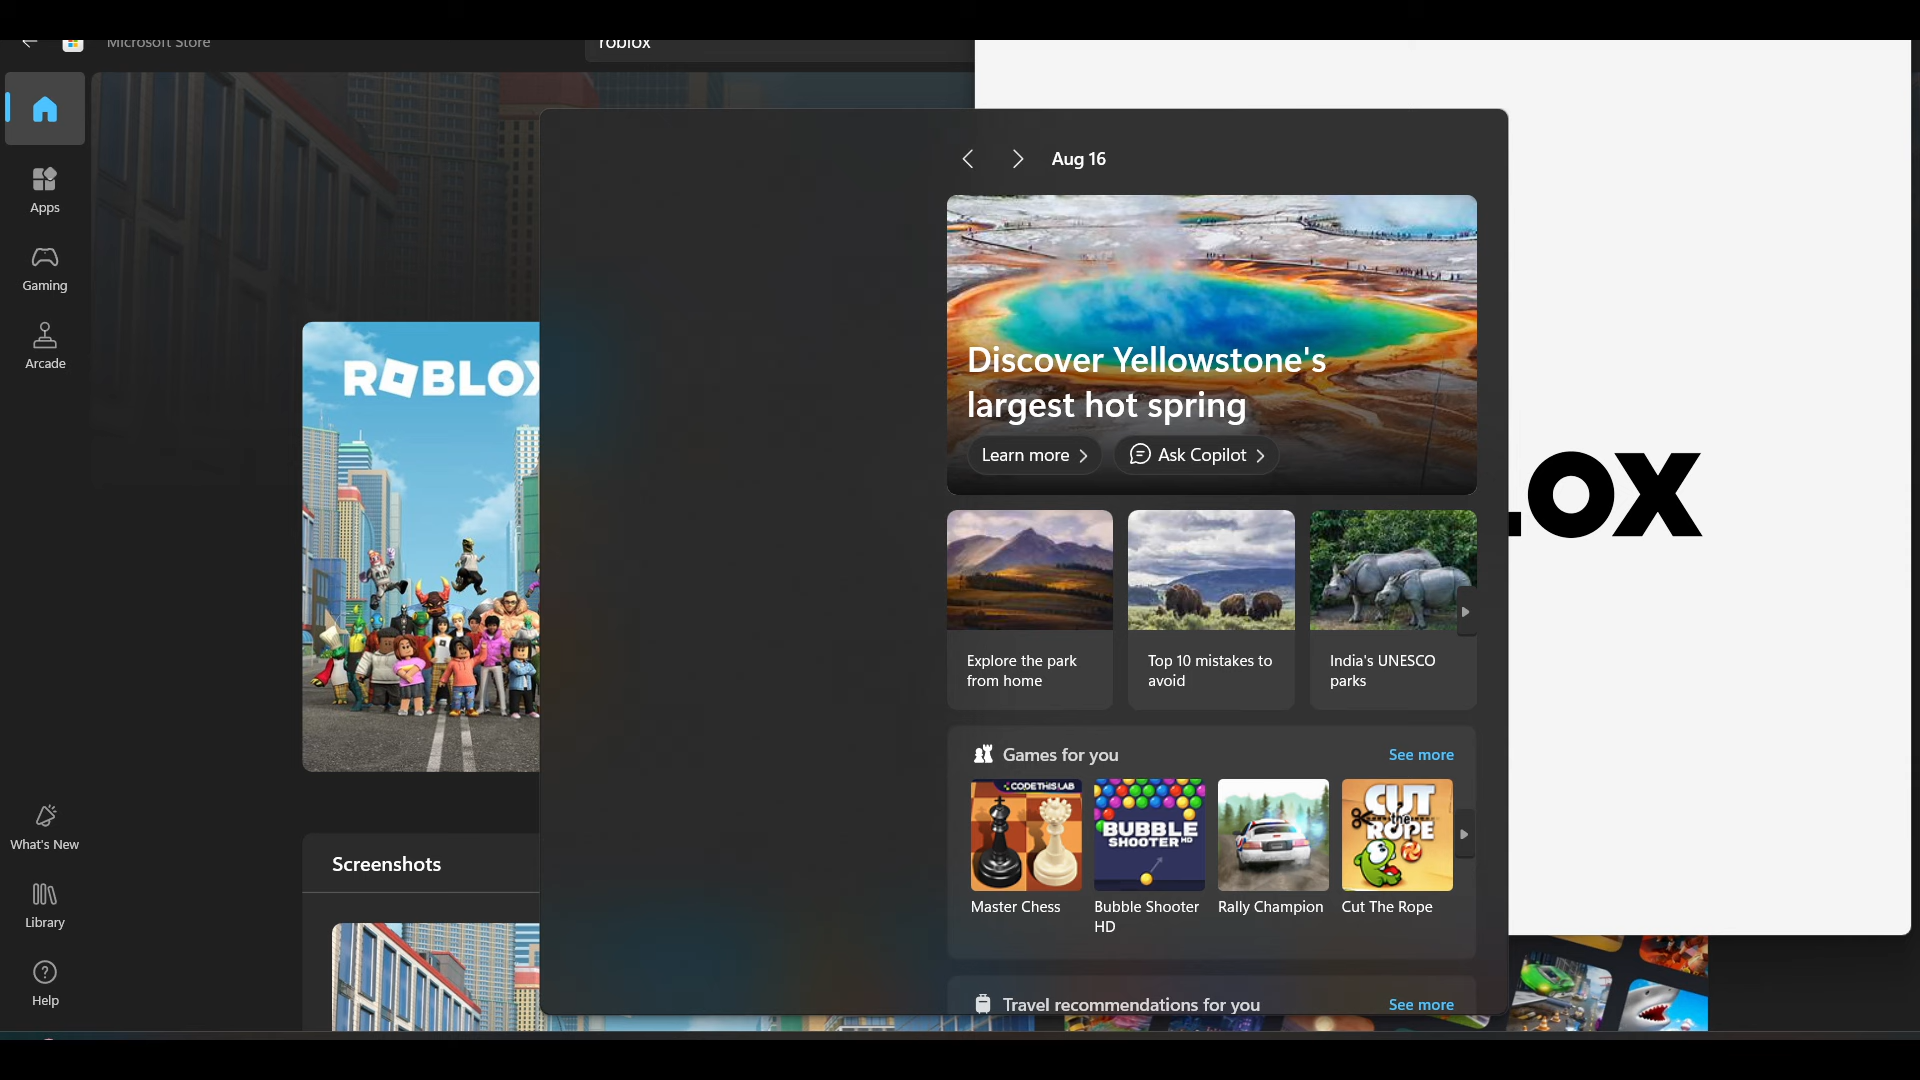 Microsoft Store
roblox
Apps
Gaming
Arcade
What's New
Library
Help
ROBLOX
Screenshots
Aug 16
Discover Yellowstone's
largest hot spring
Learn more
Ask Copilot
Explore the park
from home
Top 10 mistakes to
avoid
India's UNESCO
parks
Games for you
See more
CODETHISLAB
BUBBLE
SHOOTER HD
CUT
the
ROPE
Master Chess
Bubble Shooter
HD
Rally Champion
Cut The Rope
Travel recommendations for you
See more
LOX